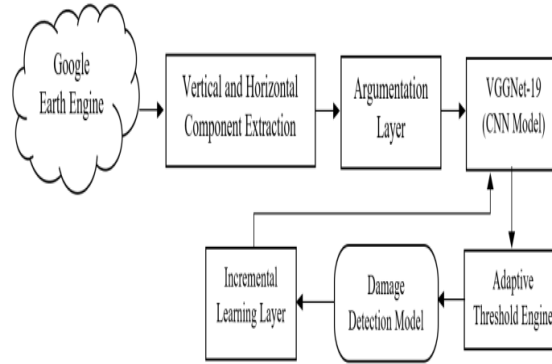 Google
Earth Engine
Vertical and Horizontal
Component Extraction
Argumentation
Layer
VGGNet-19
(CNN Model)
Incremental
Learning Layer
Damage
Detection Model
Adaptive
Threshold Engine